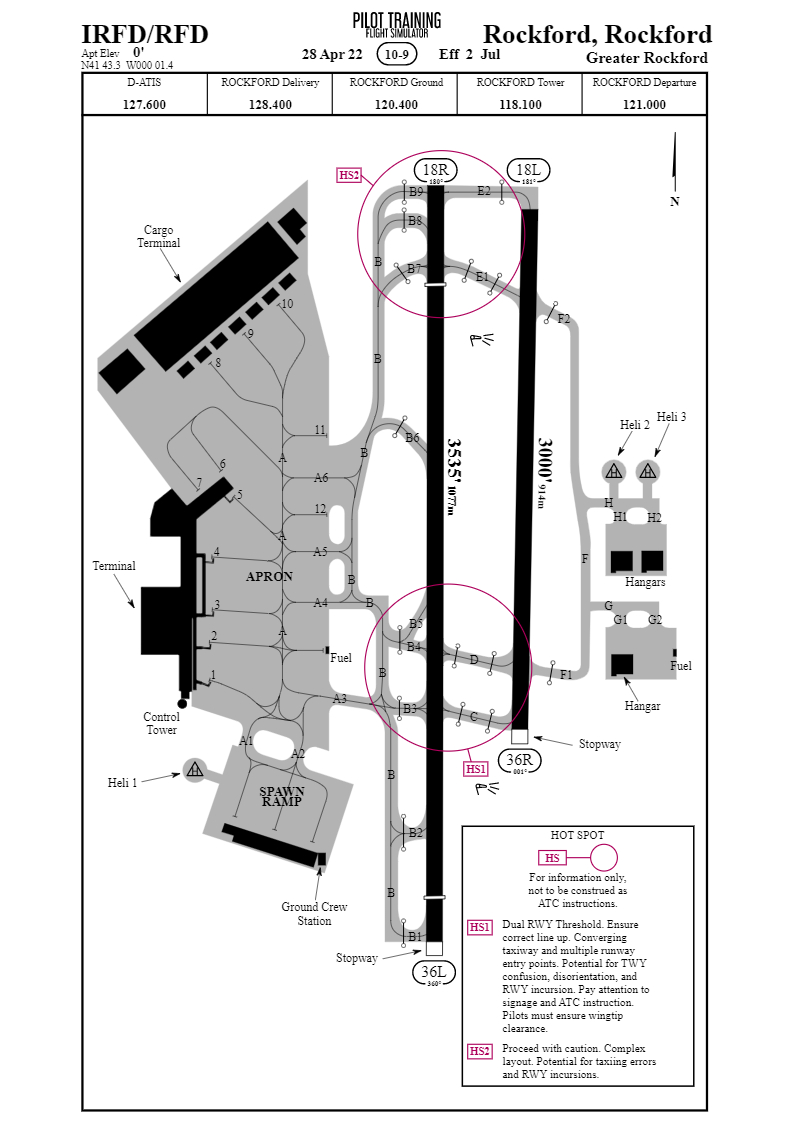 IRFD/RFD
Apt Elev 0'
N41 43.3 W000 01.4
PILOT TRAINING
FLIGHT SIMULATOR
28 Apr 22 10-9 Eff 2 Jul
Rockford, Rockford
Greater Rockford
D-ATIS
127.600
ROCKFORD Delivery
128.400
ROCKFORD Ground
120.400
ROCKFORD Tower
118.100
ROCKFORD Departure
121.000
N
HS2
18R
180°
18L
181°
B9
E2
B8
B
B7
E1
F2
Cargo
Terminal
10
9
8
B
11
B6
B
A
A6
6
7
5
12
A
A5
4
B
APRON
Terminal
3535'
1077m
3000'
914m
Heli 2
Heli 3
H
H
H
H1
H2
F
Hangars
G
G1
G2
Fuel
Hangar
3
A4
B
B5
A
2
Fuel
B4
D
F1
1
B
A3
B3
C
Control
Tower
A1
A2
Stopway
36R
001°
HS1
Heli 1
H
SPAWN
RAMP
B
B2
B
Ground Crew
Station
B1
Stopway
36L
360°
HOT SPOT
HS
For information only,
not to be construed as
ATC instructions.
HS1
Dual RWY Threshold. Ensure
correct line up. Converging
taxiway and multiple runway
entry points. Potential for TWY
confusion, disorientation, and
RWY incursion. Pay attention to
signage and ATC instruction.
Pilots must ensure wingtip
clearance.
HS2
Proceed with caution. Complex
layout. Potential for taxiing errors
and RWY incursions.